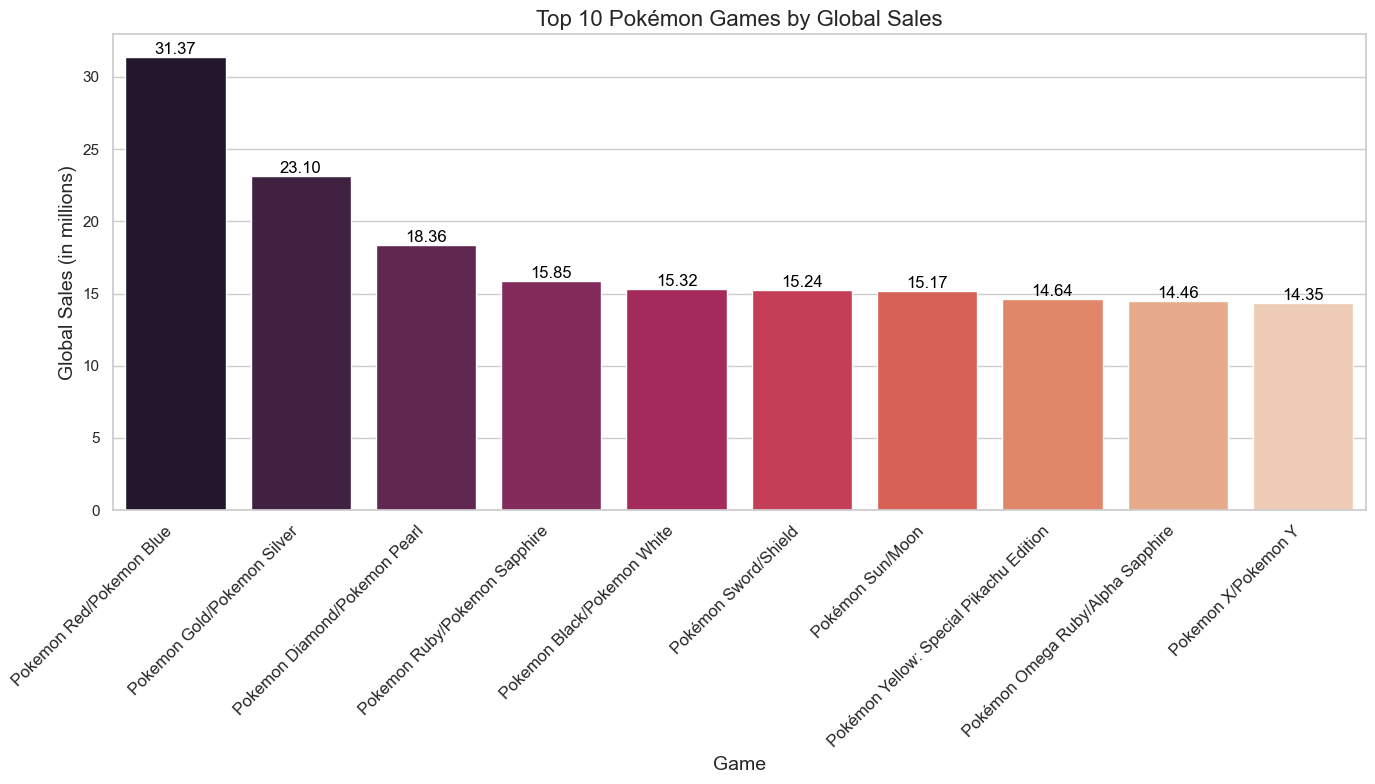 Top 10 Pokémon Games by Global Sales
Global Sales (in millions)
30
25
20
15
10
5
0
31.37
23.10
18.36
15.85
15.32
15.24
15.17
14.64
14.46
14.35
Pokemon Red/Pokemon Blue
Pokemon Gold/Pokemon Silver
Pokemon Diamond/Pokemon Pearl
Pokemon Ruby/Pokemon Sapphire
Pokemon Black/Pokemon White
Pokémon Sword/Shield
Pokémon Sun/Moon
Pokémon Yellow: Special Pikachu Edition
Pokémon Omega Ruby/Alpha Sapphire
Pokemon X/Pokemon Y
Game